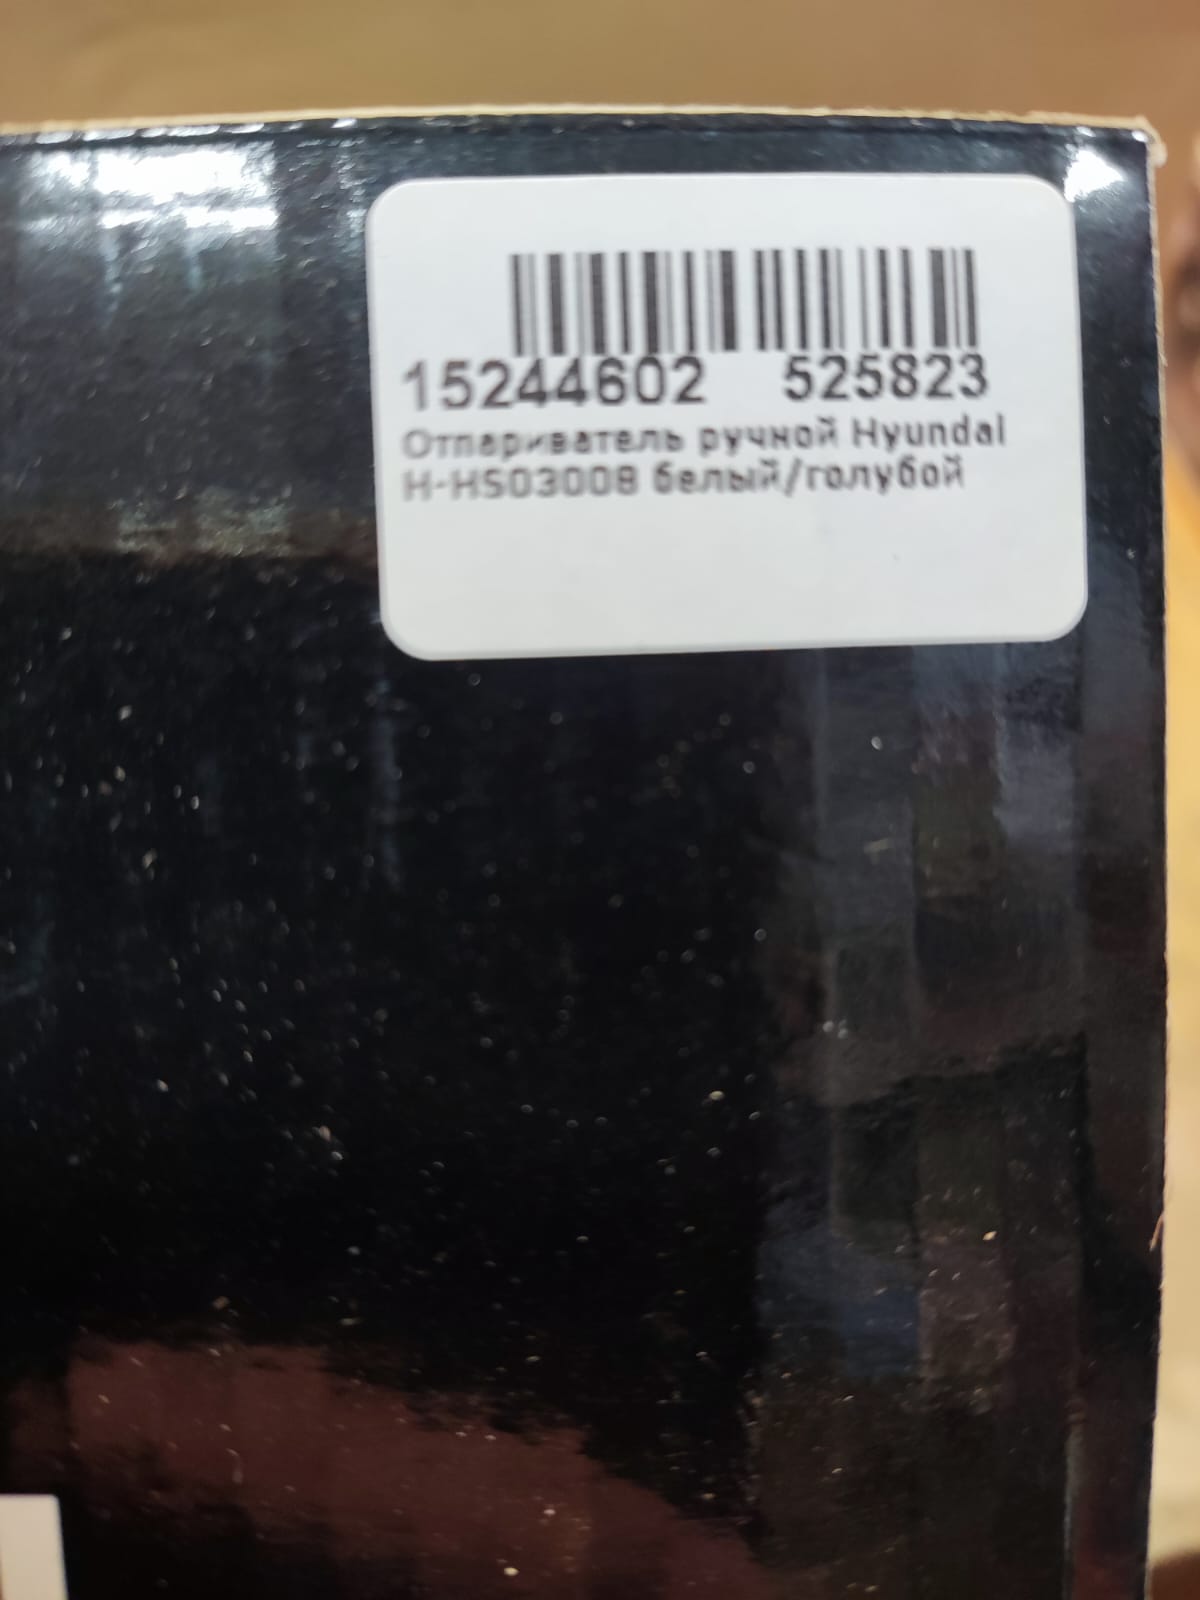 15244602 525823
Отпариватель ручной Hyundai
H-HS03008 белый/голубой